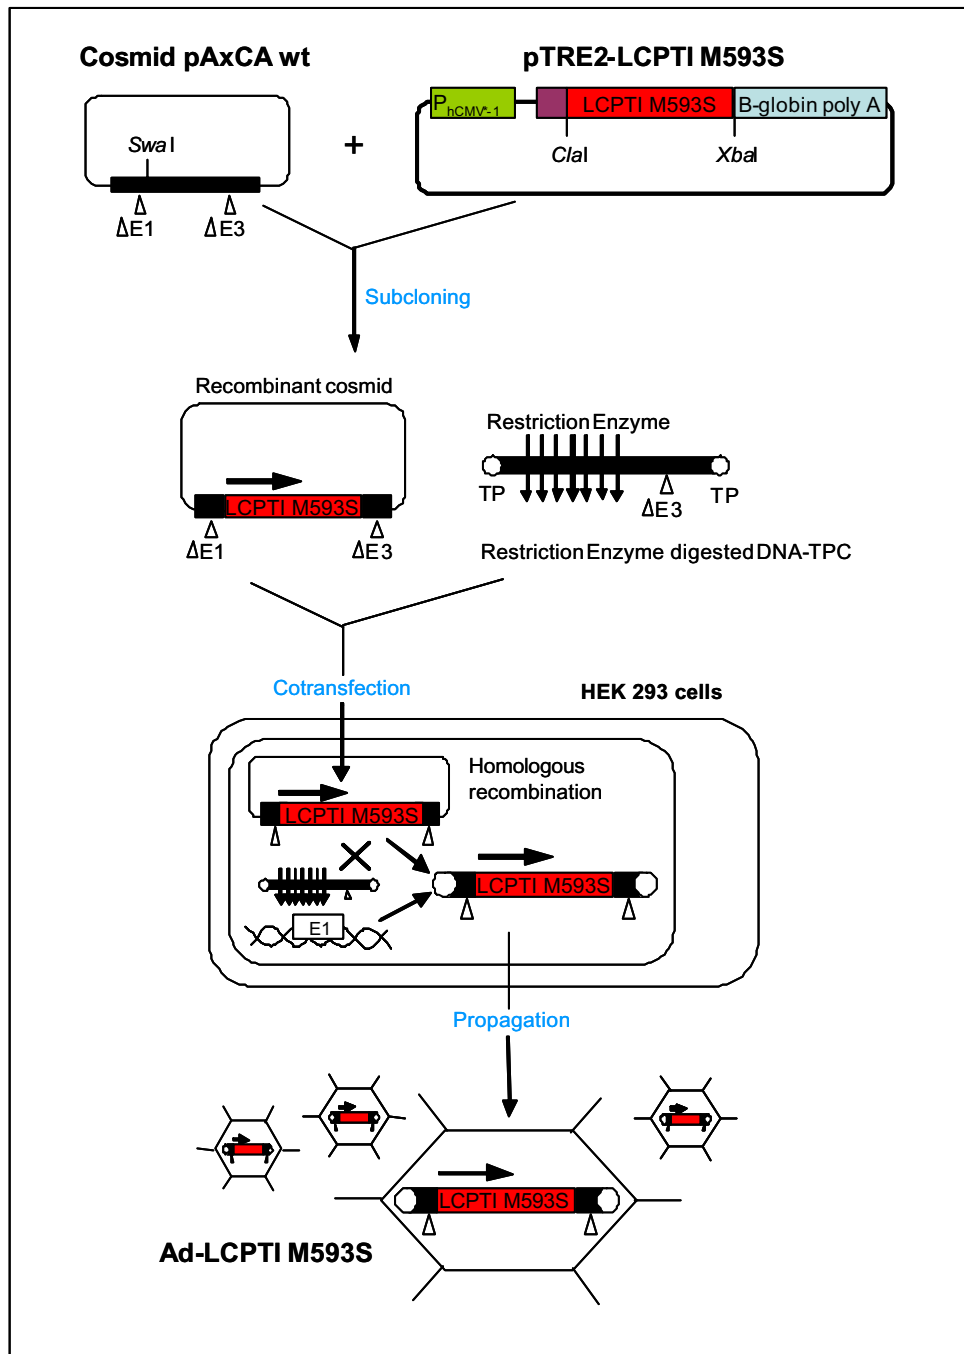 Cosmid pAxCA wt
pTRE2-LCPTI M593S
PhCMV*-1
LCPTI M593S
B-globin poly A
Swa I
+
ClaI
XbaI
ΔE1
ΔE3
Subcloning
Recombinant cosmid
Restriction Enzyme
LCPTI M593S
TP
TP
ΔE3
ΔE1
ΔE3
Restriction Enzyme digested DNA-TPC
Cotransfection
HEK 293 cells
Homologous
recombination
LCPTI M593S
LCPTI M593S
E1
Propagation
LCPTI M593S
Ad-LCPTI M593S